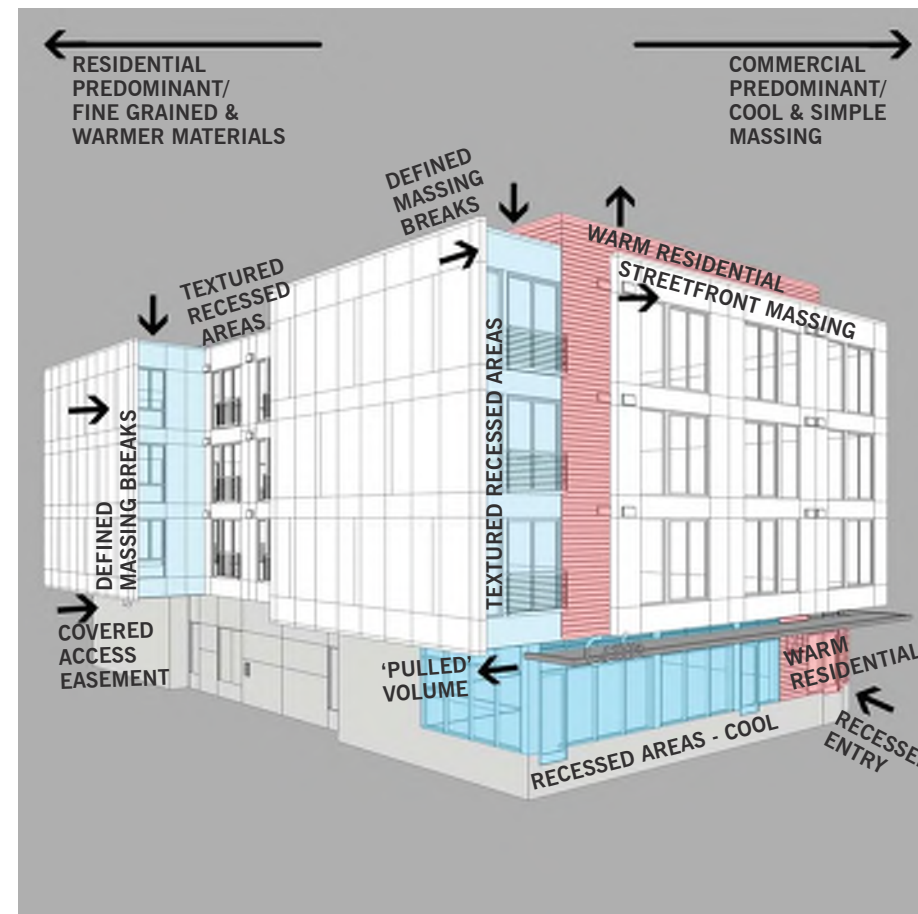 RESIDENTIAL
PREDOMINANT/
FINE GRAINED &
WARMER MATERIALS
COMMERCIAL
PREDOMINANT/
COOL & SIMPLE
MASSING
DEFINED
MASSING
BREAKS
TEXTURED
RECESSED
AREAS
WARM RESIDENTIAL
STREETFRONT MASSING
TEXTURED RECESSED AREAS
DEFINED
MASSING BREAKS
COVERED
ACCESS
EASEMENT
‘PULLED’
VOLUME
WARM
RESIDENTIAL
RECESSED AREAS - COOL
RECESSE
ENTRY